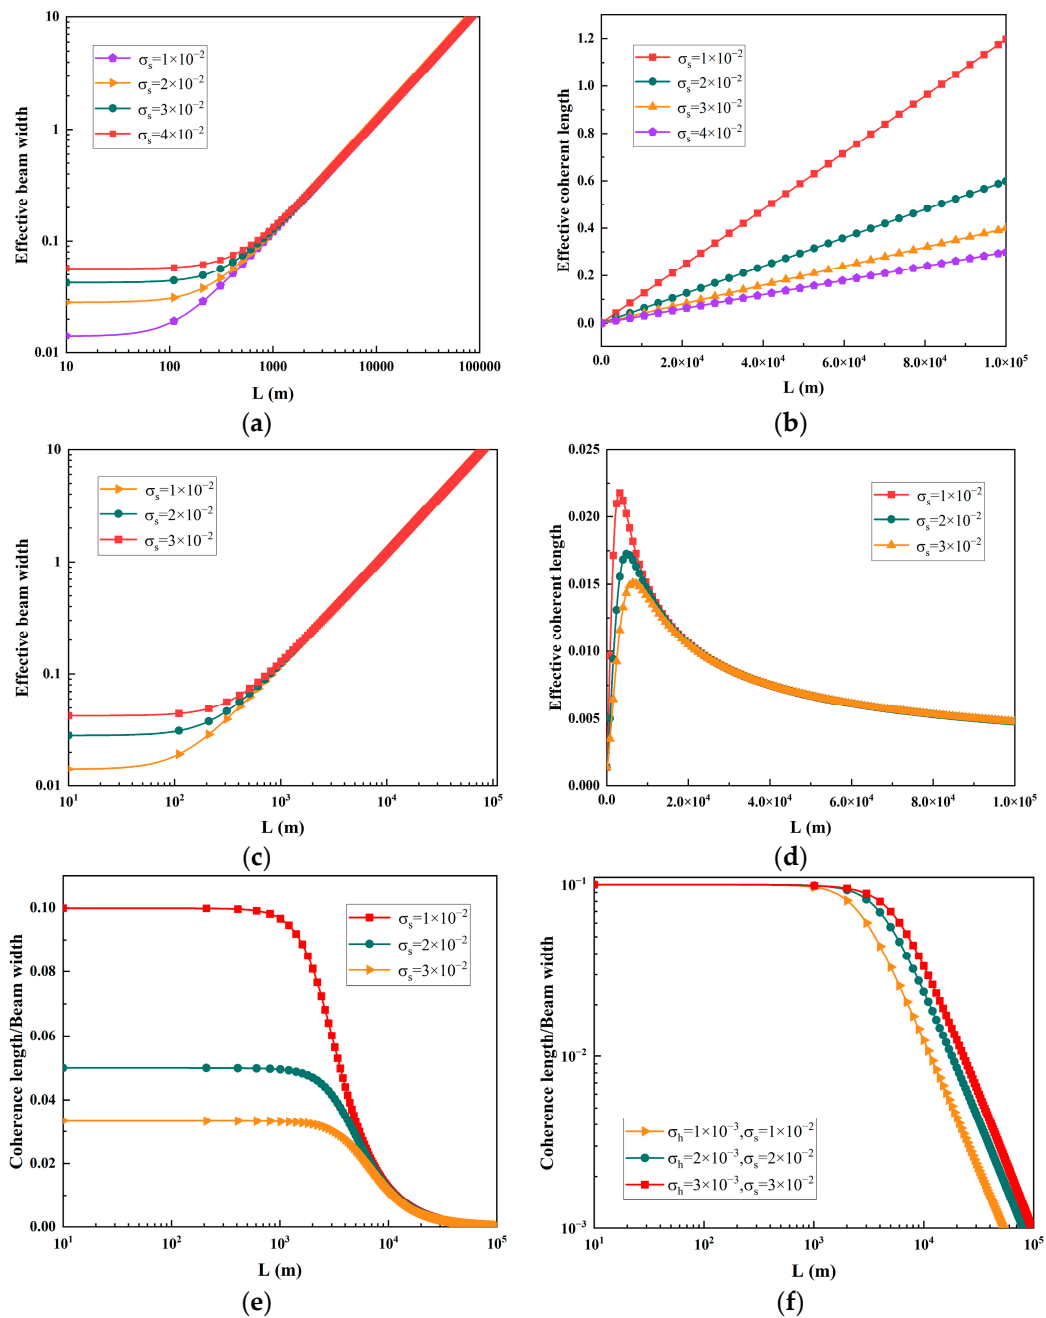 10
1
0.1
0.01
Effective beam width
σs=1×10⁻²
σs=2×10⁻²
σs=3×10⁻²
σs=4×10⁻²
10 100 1000 10000 100000
L (m)
(a)
1.2
1.0
0.8
0.6
0.4
0.2
0.0
Effective coherent length
σs=1×10⁻²
σs=2×10⁻²
σs=3×10⁻²
σs=4×10⁻²
0.0 2.0×10⁴ 4.0×10⁴ 6.0×10⁴ 8.0×10⁴ 1.0×10⁵
L (m)
(b)
10
1
0.1
0.01
Effective beam width
σs=1×10⁻²
σs=2×10⁻²
σs=3×10⁻²
10¹ 10² 10³ 10⁴ 10⁵
L (m)
(c)
0.025
0.020
0.015
0.010
0.005
0.000
Effective coherent length
σs=1×10⁻²
σs=2×10⁻²
σs=3×10⁻²
0.0 2.0×10⁴ 4.0×10⁴ 6.0×10⁴ 8.0×10⁴ 1.0×10⁵
L (m)
(d)
0.10
0.08
0.06
0.04
0.02
0.00
Coherence length/Beam width
σs=1×10⁻²
σs=2×10⁻²
σs=3×10⁻²
10¹ 10² 10³ 10⁴ 10⁵
L (m)
(e)
10⁻¹
10⁻²
10⁻³
Coherence length/Beam width
σh=1×10⁻³,σs=1×10⁻²
σh=2×10⁻³,σs=2×10⁻²
σh=3×10⁻³,σs=3×10⁻²
10¹ 10² 10³ 10⁴ 10⁵
L (m)
(f)